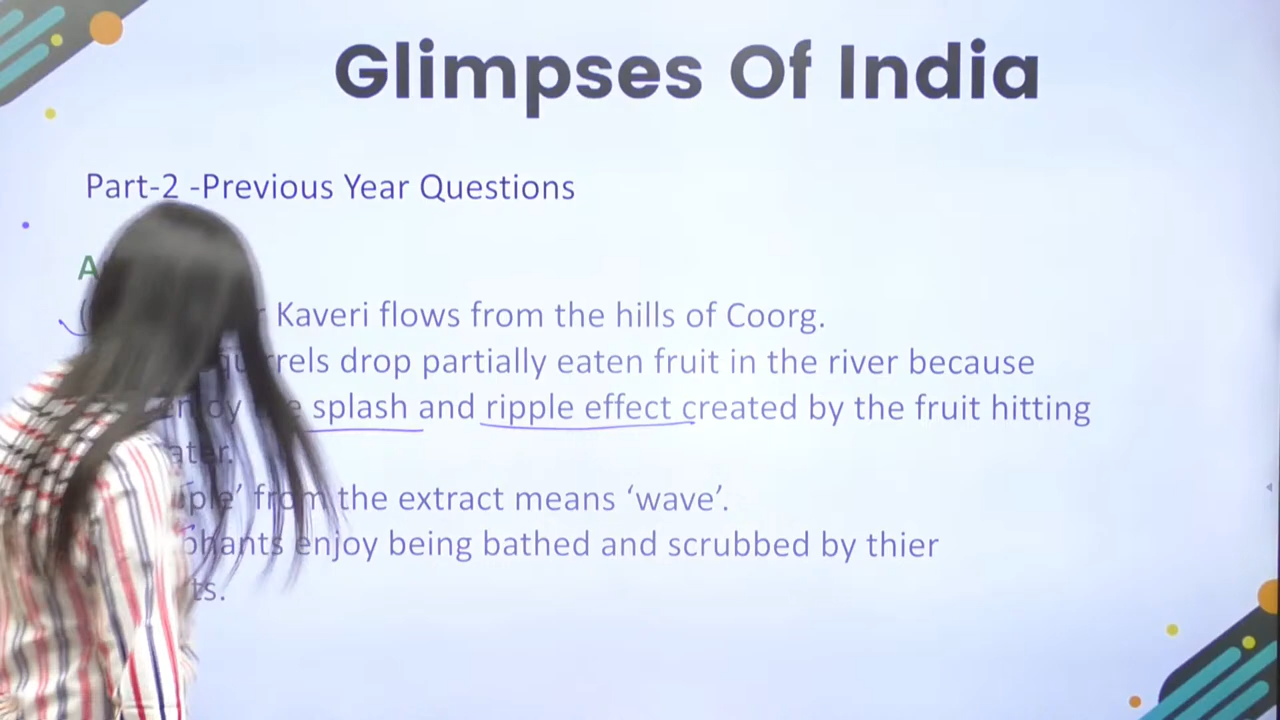 Glimpses Of India
Part-2 -Previous Year Questions
A
Kaveri flows from the hills of Coorg.
drop partially eaten fruit in the river because
splash and ripple effect created by the fruit hitting
from the extract means ‘wave’.
enjoy being bathed and scrubbed by thier